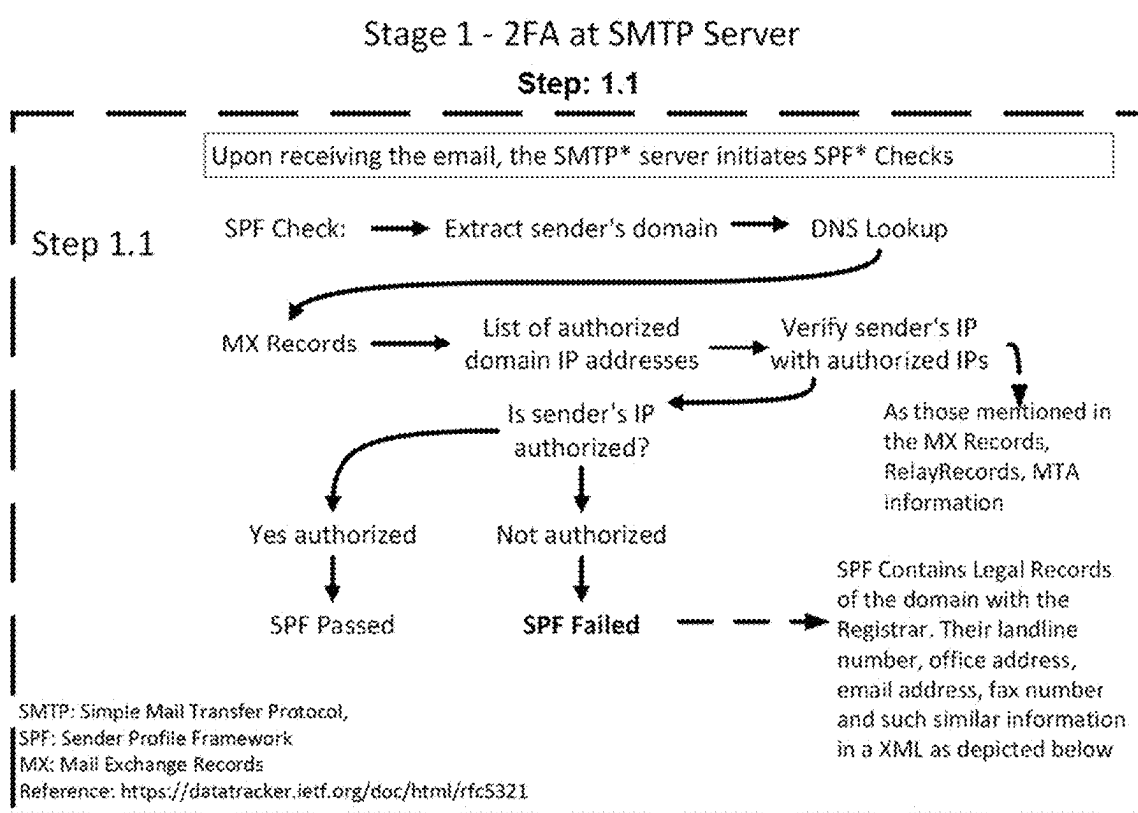 Stage 1 - 2FA at SMTP Server
Step: 1.1
Upon receiving the email, the SMTP* server initiates SPF* Checks
Step 1.1
SPF Check:
Extract sender's domain
DNS Lookup
MX Records
List of authorized
domain IP addresses
Verify sender's IP
with authorized IPs
As those mentioned in
the MX Records,
RelayRecords, MTA
information
Is sender's IP
authorized?
Yes authorized
Not authorized
SPF Passed
SPF Failed
SPF Contains Legal Records
of the domain with the
Registrar. Their landline
number, office address,
email address, fax number
and such similar information
in a XML as depicted below
SMTP: Simple Mail Transfer Protocol,
SPF: Sender Profile Framework
MX: Mail Exchange Records
Reference: https://datatracker.ietf.org/doc/html/rfc5321